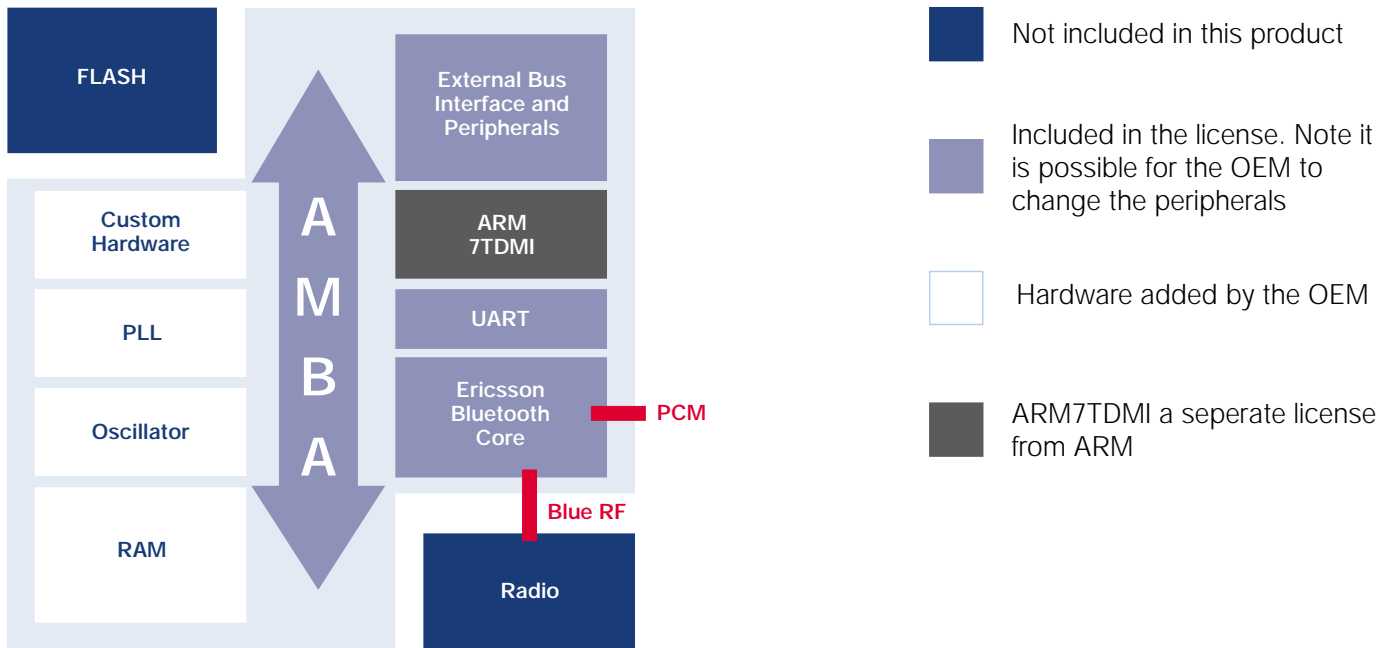 FLASH
External Bus
Interface and
Peripherals
Custom
Hardware
ARM
7TDMI
PLL
UART
Oscillator
Ericsson
Bluetooth
Core
RAM
A
M
B
A
PCM
Blue RF
Radio
Not included in this product
Included in the license. Note it
is possible for the OEM to
change the peripherals
Hardware added by the OEM
ARM7TDMI a seperate license
from ARM